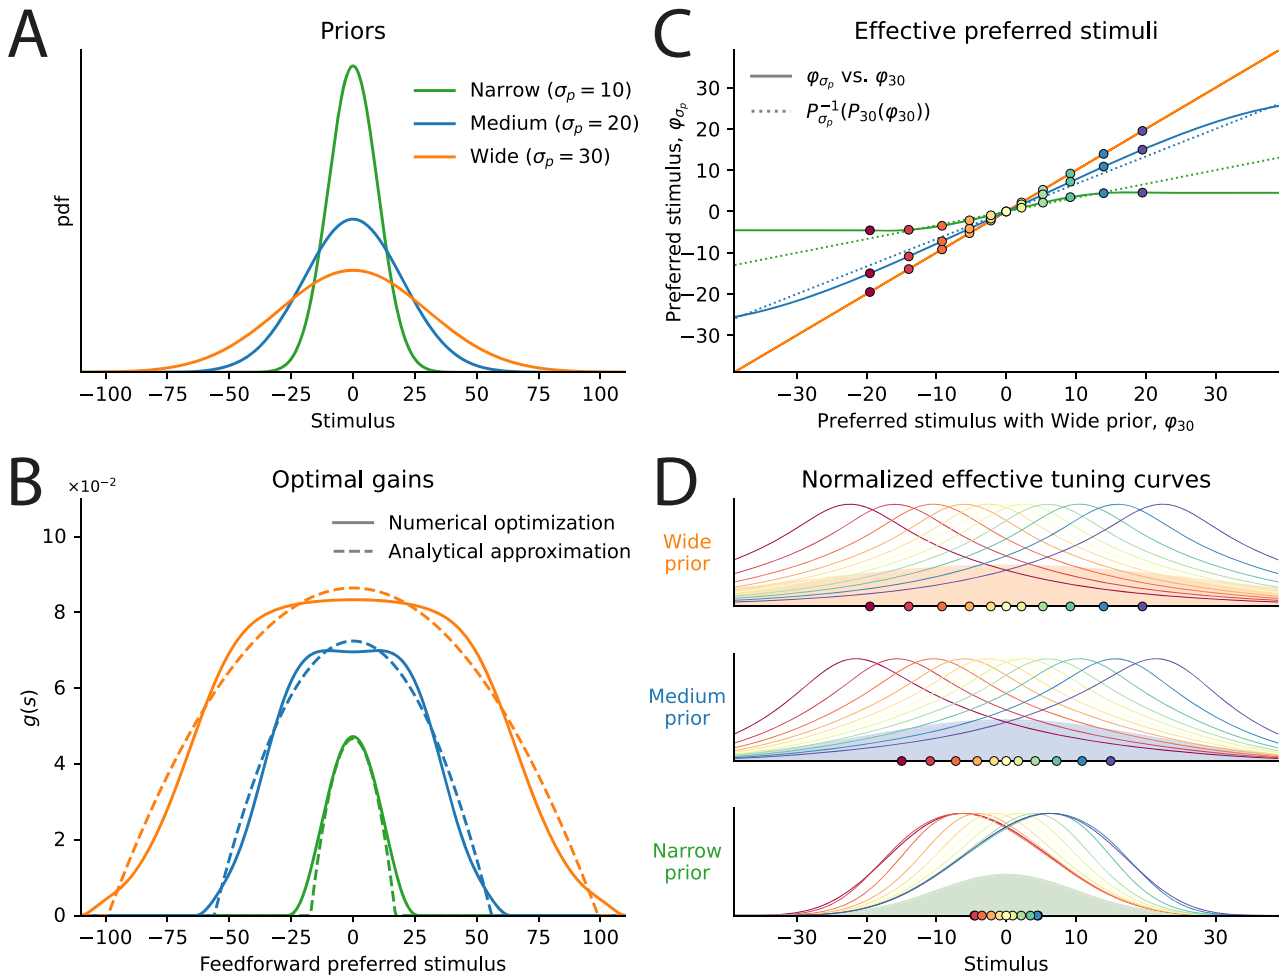 A
Priors
Narrow (σp = 10)
Medium (σp = 20)
Wide (σp = 30)
pdf
−100 −75 −50 −25 0 25 50 75 100
Stimulus
B
Optimal gains
×10⁻²
Numerical optimization
Analytical approximation
10
8
6
4
2
0
g(s)
−100 −75 −50 −25 0 25 50 75 100
Feedforward preferred stimulus
C
Effective preferred stimuli
φσp vs. φ30
Pσp⁻¹(P30(φ30))
30
20
10
0
−10
−20
−30
Preferred stimulus, φσp
−30 −20 −10 0 10 20 30
Preferred stimulus with Wide prior, φ30
D
Normalized effective tuning curves
Wide
prior
Medium
prior
Narrow
prior
−30 −20 −10 0 10 20 30
Stimulus